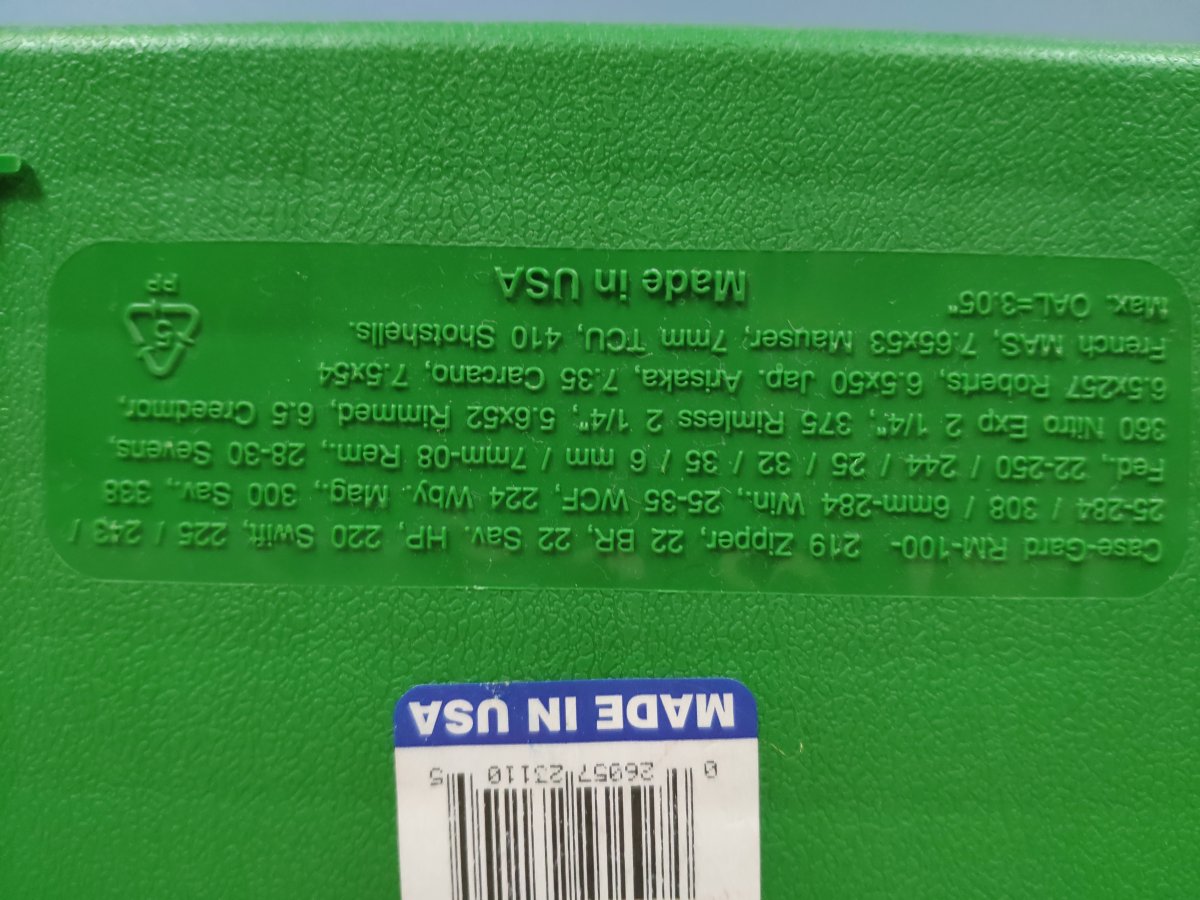 Case-Gard RM-100- 219 Zipper, 22 BR, 22 Sav. HP, 220 Swift, 225 / 243 /
25-284 / 308 / 6mm-284 Win., 25-35 WCF, 224 Wby. Mag., 300 Sav., 338
Fed., 22-250 / 244 / 25 / 32 / 35 / 6 mm / 7mm-08 Rem., 28-30 Sevens,
360 Nitro Exp 2 1/4", 375 Rimless 2 1/4", 5.6x52 Rimmed, 6.5 Creedmor,
6.5x257 Roberts, 6.5x50 Jap. Arisaka, 7.35 Carcano, 7.5x54
French MAS, 7.65x53 Mauser, 7mm TCU, 410 Shotshells.
Max. OAL=3.05"
Made in USA
5
PP
MADE IN USA
0 26057 23110 5